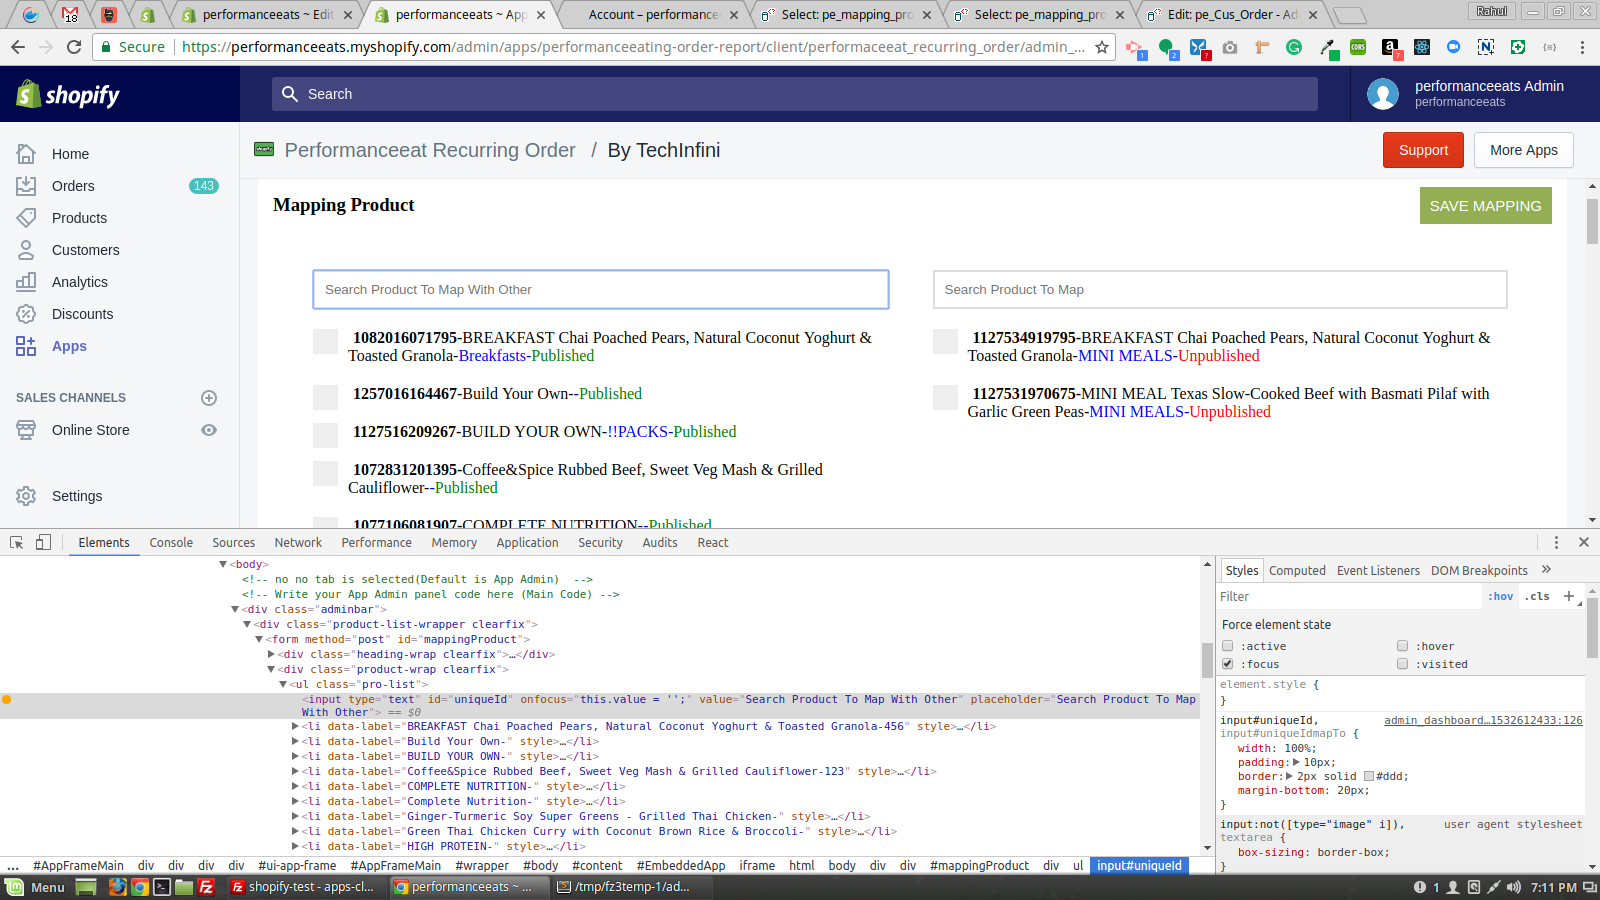 18
performanceeats ~ Edit
performanceeats ~ App
Account – performance
Select: pe_mapping_pro
Select: pe_mapping_pro
Edit: pe_Cus_Order - Ad
Rahul
Secure
https://performanceeats.myshopify.com/admin/apps/performanceeating-order-report/client/performaceeat_recurring_order/admin_...
shopify
Search
performanceeats Admin
performanceeats
Home
Orders
143
Products
Customers
Analytics
Discounts
Apps
SALES CHANNELS
Online Store
Settings
Performanceeat Recurring Order / By TechInfini
Support
More Apps
Mapping Product
SAVE MAPPING
Search Product To Map With Other
1082016071795-BREAKFAST Chai Poached Pears, Natural Coconut Yoghurt &
Toasted Granola-Breakfasts-Published
1257016164467-Build Your Own--Published
1127516209267-BUILD YOUR OWN-!!PACKS-Published
1072831201395-Coffee&Spice Rubbed Beef, Sweet Veg Mash & Grilled
Cauliflower--Published
1077106081907-COMPLETE NUTRITION--Published
Search Product To Map
1127534919795-BREAKFAST Chai Poached Pears, Natural Coconut Yoghurt &
Toasted Granola-MINI MEALS-Unpublished
1127531970675-MINI MEAL Texas Slow-Cooked Beef with Basmati Pilaf with
Garlic Green Peas-MINI MEALS-Unpublished
Elements Console Sources Network Performance Memory Application Security Audits React
<body>
<!-- no no tab is selected(Default is App Admin)  -->
<!-- Write your App Admin panel code here (Main Code) -->
<div class="adminbar">
<div class="product-list-wrapper clearfix">
<form method="post" id="mappingProduct">
<div class="heading-wrap clearfix">…</div>
<div class="product-wrap clearfix">
<ul class="pro-list">
<input type="text" id="uniqueId" onfocus="this.value = '';" value="Search Product To Map With Other" placeholder="Search Product To Map
With Other"> == $0
<li data-label="BREAKFAST Chai Poached Pears, Natural Coconut Yoghurt & Toasted Granola-456" style>…</li>
<li data-label="Build Your Own-" style>…</li>
<li data-label="BUILD YOUR OWN-" style>…</li>
<li data-label="Coffee&Spice Rubbed Beef, Sweet Veg Mash & Grilled Cauliflower-123" style>…</li>
<li data-label="COMPLETE NUTRITION-" style>…</li>
<li data-label="Complete Nutrition-" style>…</li>
<li data-label="Ginger-Turmeric Soy Super Greens - Grilled Thai Chicken-" style>…</li>
<li data-label="Green Thai Chicken Curry with Coconut Brown Rice & Broccoli-" style>…</li>
<li data-label="HIGH PROTEIN-" style>…</li>
... #AppFrameMain div div div div #ui-app-frame #AppFrameMain #wrapper #body #content #EmbeddedApp iframe html body div div #mappingProduct div ul input#uniqueId
Styles Computed Event Listeners DOM Breakpoints »
Filter
:hov .cls +
Force element state
:active :hover
:focus :visited
element.style {
}
input#uniqueId, admin_dashboard…1532612433:126
input#uniqueIdmapTo {
width: 100%;
padding: 10px;
border: 2px solid #ddd;
margin-bottom: 20px;
}
input:not([type="image" i]), user agent stylesheet
textarea {
box-sizing: border-box;
}
Menu
shopify-test - apps-cl...
performanceeats ~ ...
/tmp/fz3temp-1/ad...
1
7:11 PM